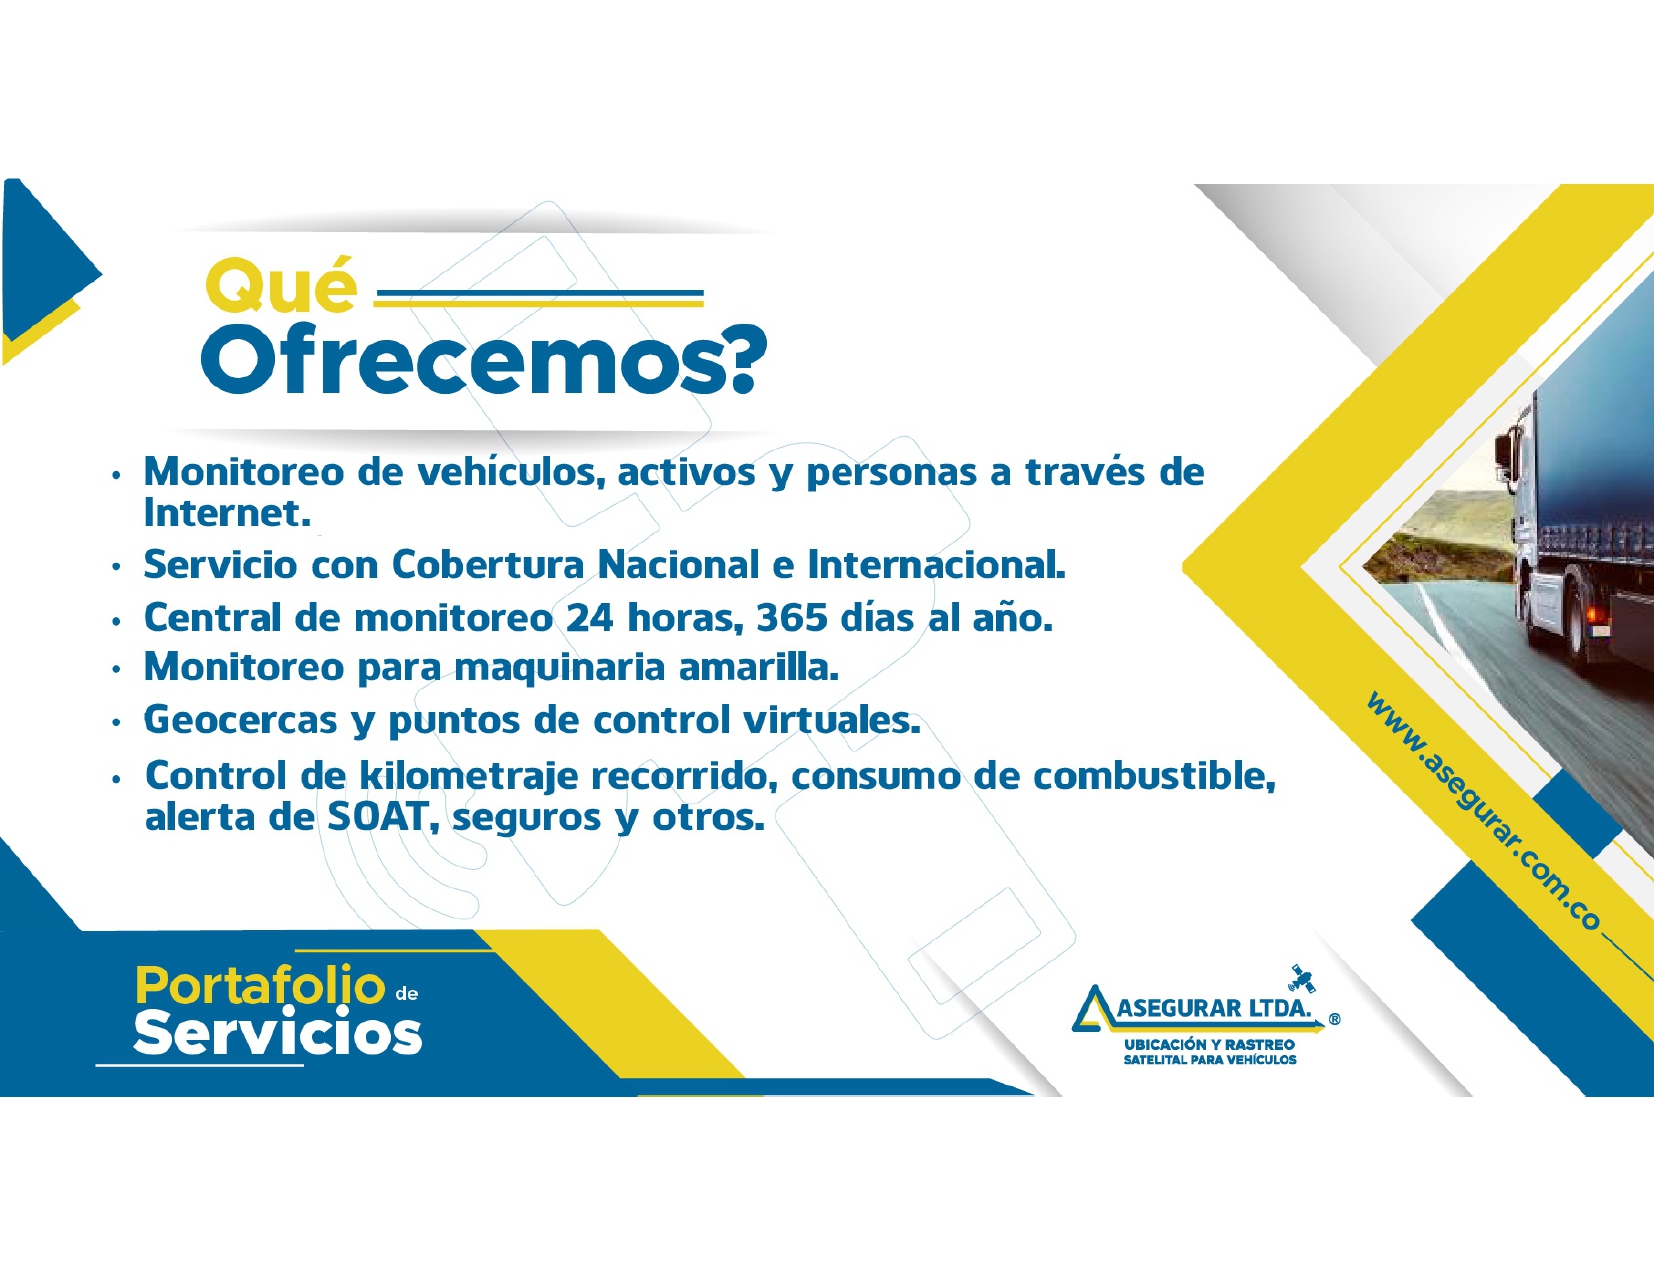 Qué
Ofrecemos?
• Monitoreo de vehículos, activos y personas a través de
Internet.
• Servicio con Cobertura Nacional e Internacional.
• Central de monitoreo 24 horas, 365 días al año.
• Monitoreo para maquinaria amarilla.
• Geocercas y puntos de control virtuales.
• Control de kilometraje recorrido, consumo de combustible,
alerta de SOAT, seguros y otros.
www.asegurar.com.co
Portafolio de
Servicios
ASEGURAR LTDA. ®
UBICACIÓN Y RASTREO
SATELITAL PARA VEHÍCULOS